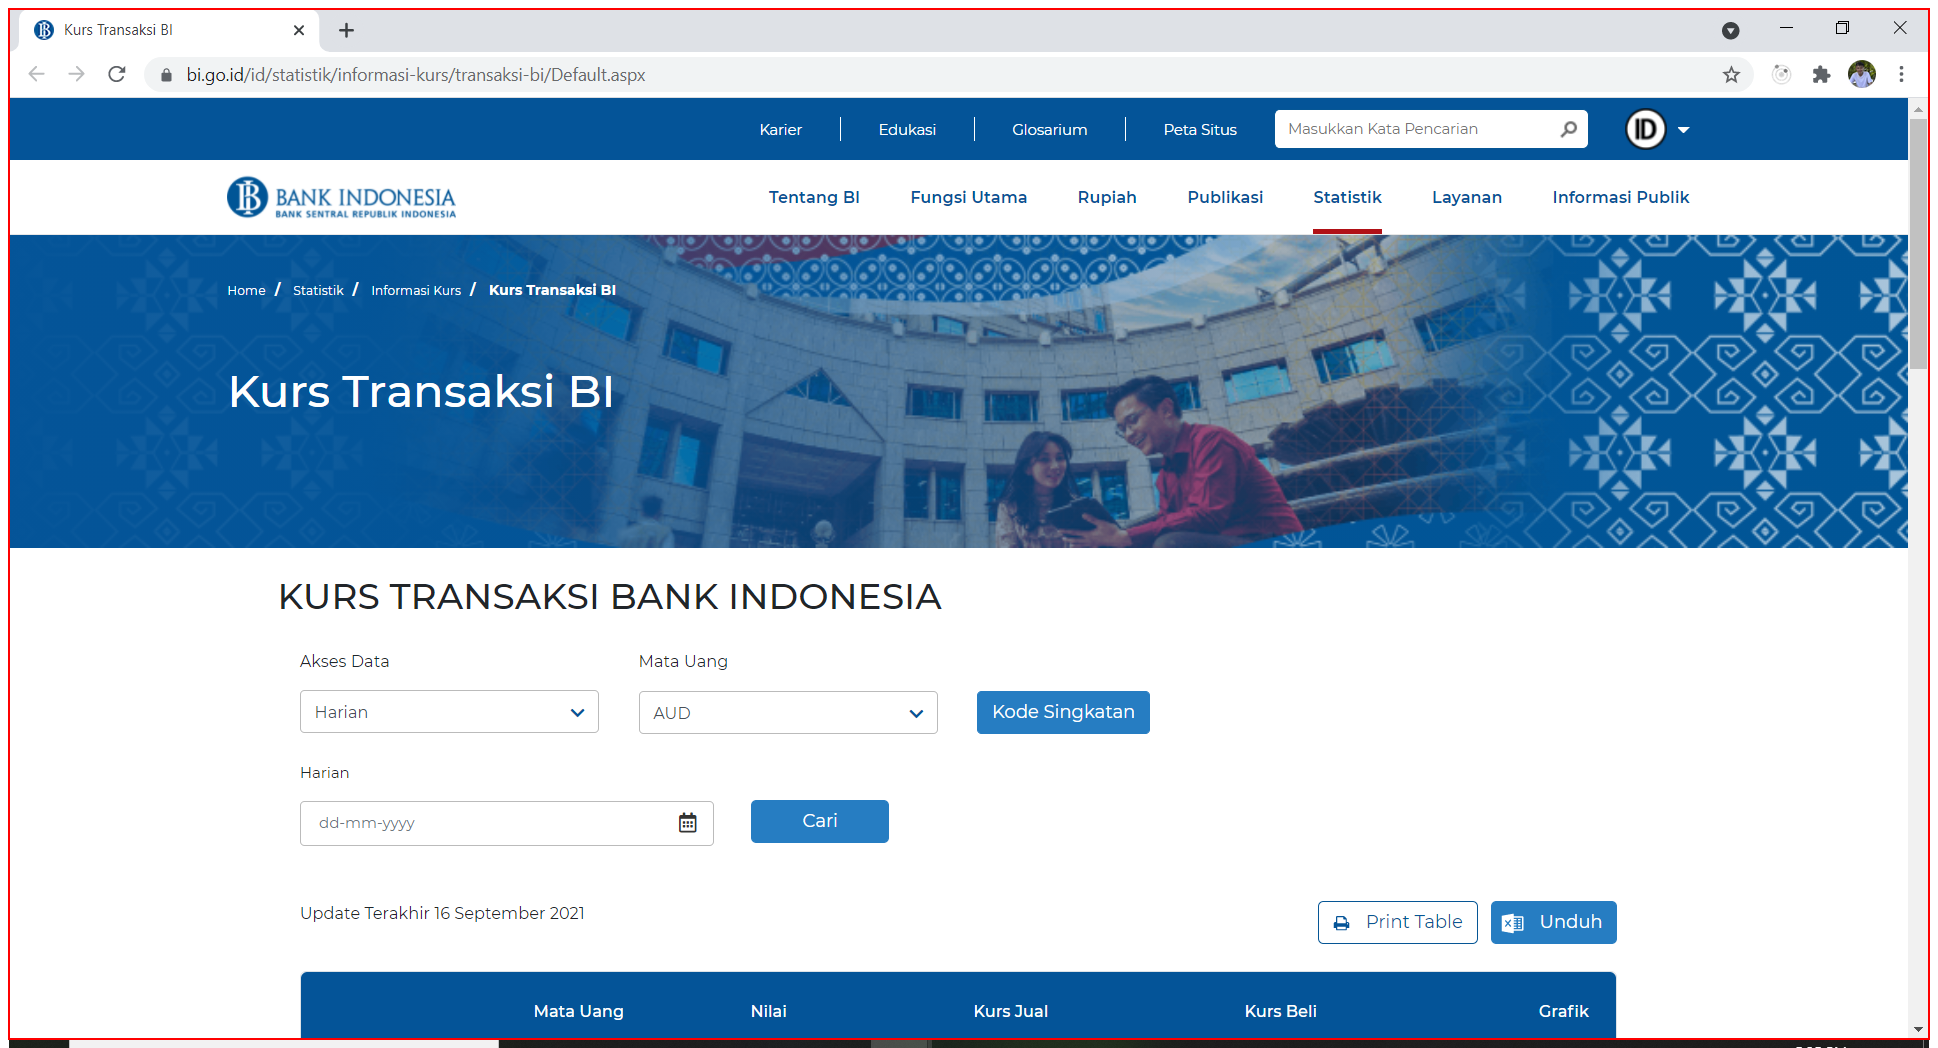 Kurs Transaksi BI
bi.go.id/id/statistik/informasi-kurs/transaksi-bi/Default.aspx
Karier Edukasi Glosarium Peta Situs Masukkan Kata Pencarian ID
BANK INDONESIA
BANK SENTRAL REPUBLIK INDONESIA
Tentang BI Fungsi Utama Rupiah Publikasi Statistik Layanan Informasi Publik
Home / Statistik / Informasi Kurs / Kurs Transaksi BI
Kurs Transaksi BI
KURS TRANSAKSI BANK INDONESIA
Akses Data Mata Uang
Harian AUD Kode Singkatan
Harian
dd-mm-yyyy Cari
Update Terakhir 16 September 2021 Print Table Unduh
Mata Uang Nilai Kurs Jual Kurs Beli Grafik